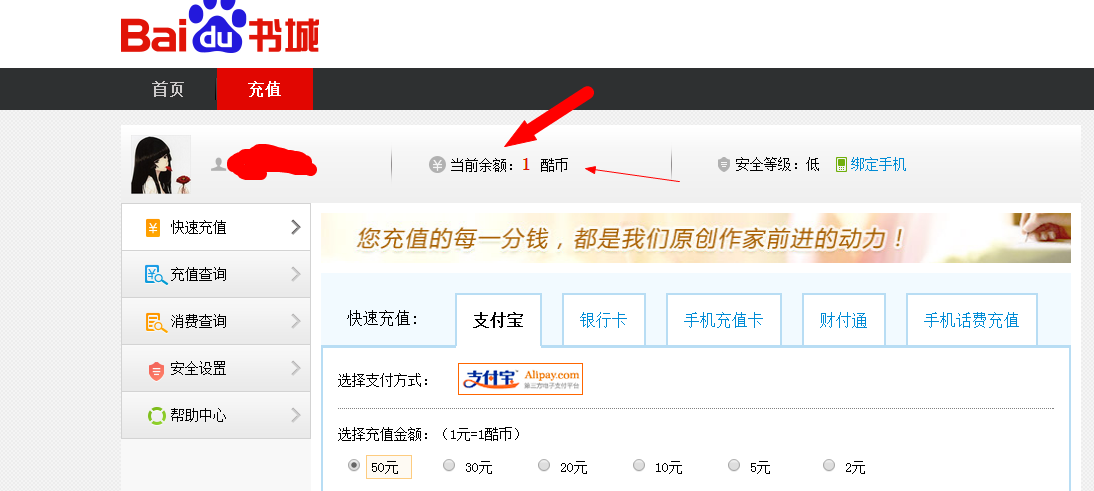 Baidu书城
首页 充值
当前余额：1 酷币 安全等级：低 绑定手机
快速充值
充值查询
消费查询
安全设置
帮助中心
您充值的每一分钱，都是我们原创作家前进的动力！
快速充值： 支付宝 银行卡 手机充值卡 财付通 手机话费充值
选择支付方式： 支付宝 Alipay.com 第三方电子支付平台
选择充值金额：（1元=1酷币）
50元 30元 20元 10元 5元 2元